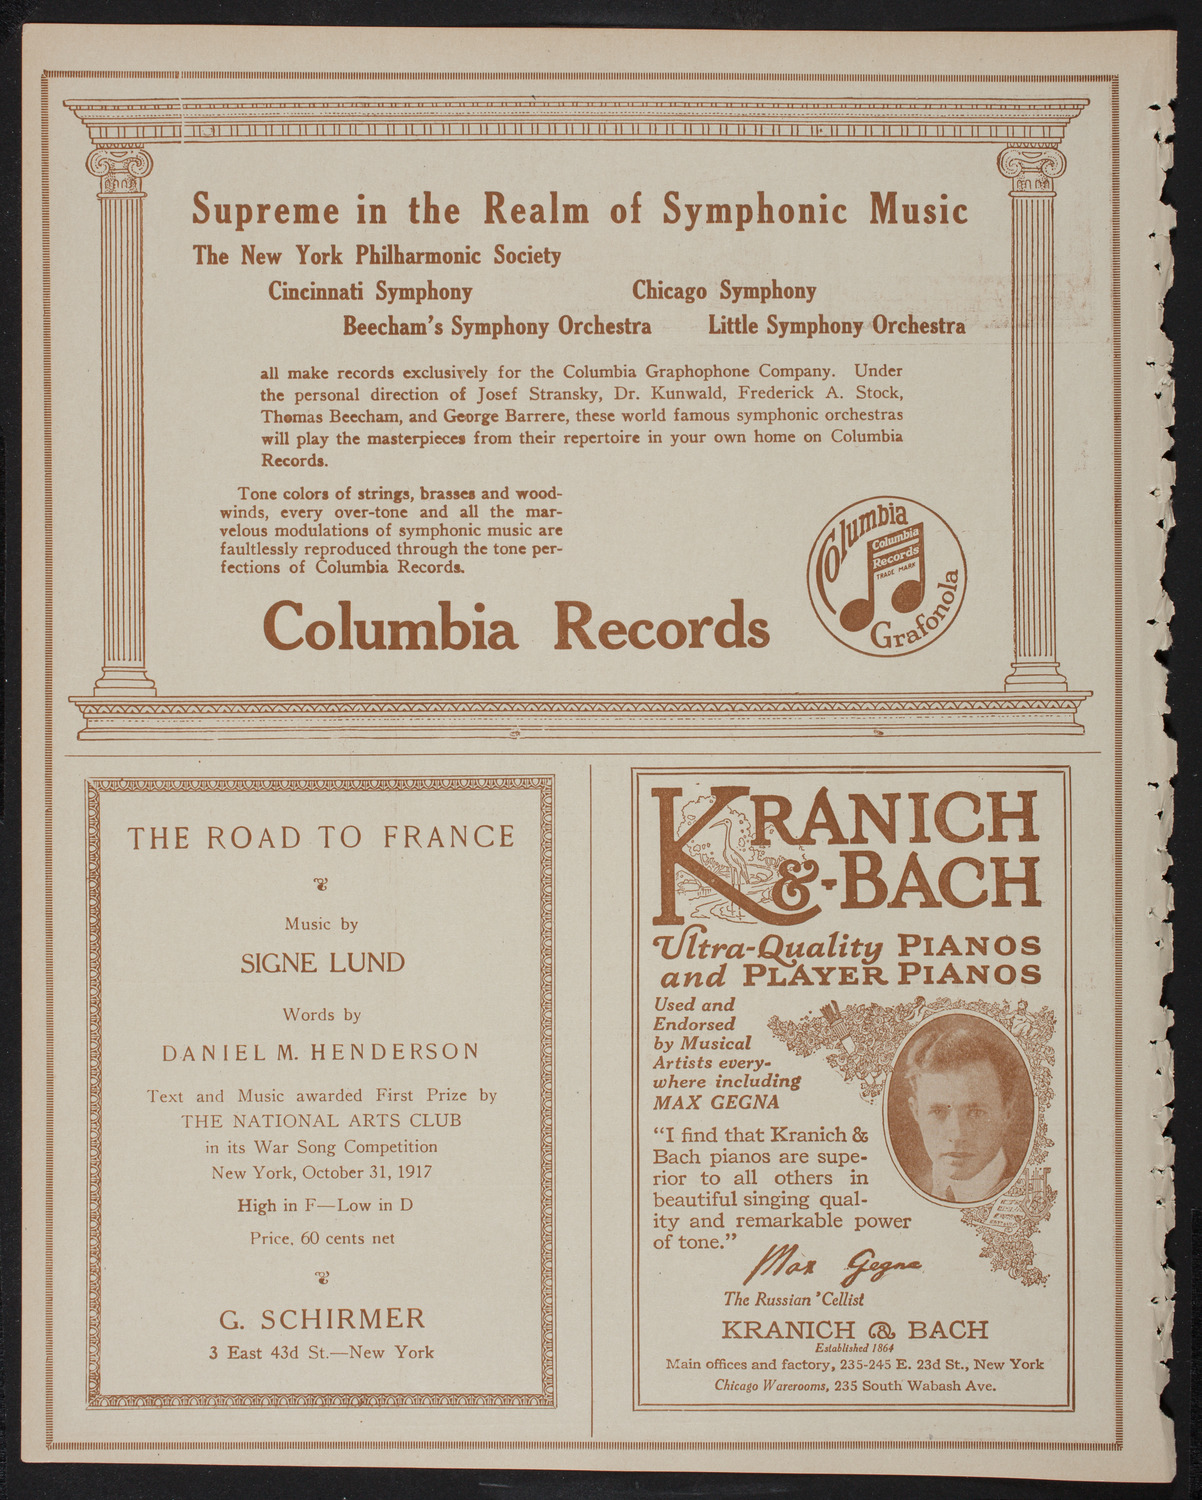 Supreme in the Realm of Symphonic Music
The New York Philharmonic Society
Cincinnati Symphony Chicago Symphony
Beecham's Symphony Orchestra Little Symphony Orchestra
all make records exclusively for the Columbia Graphophone Company. Under
the personal direction of Josef Stransky, Dr. Kunwald, Frederick A. Stock,
Thomas Beecham, and George Barrere, these world famous symphonic orchestras
will play the masterpieces from their repertoire in your own home on Columbia
Records.
Tone colors of strings, brasses and wood-
winds, every over-tone and all the mar-
velous modulations of symphonic music are
faultlessly reproduced through the tone per-
fections of Columbia Records.
Columbia Records
Columbia
Columbia
Records
TRADE MARK
Grafonola
THE ROAD TO FRANCE
Music by
SIGNE LUND
Words by
DANIEL M. HENDERSON
Text and Music awarded First Prize by
THE NATIONAL ARTS CLUB
in its War Song Competition
New York, October 31, 1917
High in F—Low in D
Price, 60 cents net
G. SCHIRMER
3 East 43d St.—New York
KRANICH
&-BACH
Ultra-Quality PIANOS
and PLAYER PIANOS
Used and
Endorsed
by Musical
Artists every-
where including
MAX GEGNA
"I find that Kranich &
Bach pianos are supe-
rior to all others in
beautiful singing qual-
ity and remarkable power
of tone."
Max Gegna
The Russian 'Cellist
KRANICH & BACH
Established 1864
Main offices and factory, 235-245 E. 23d St., New York
Chicago Warerooms, 235 South Wabash Ave.